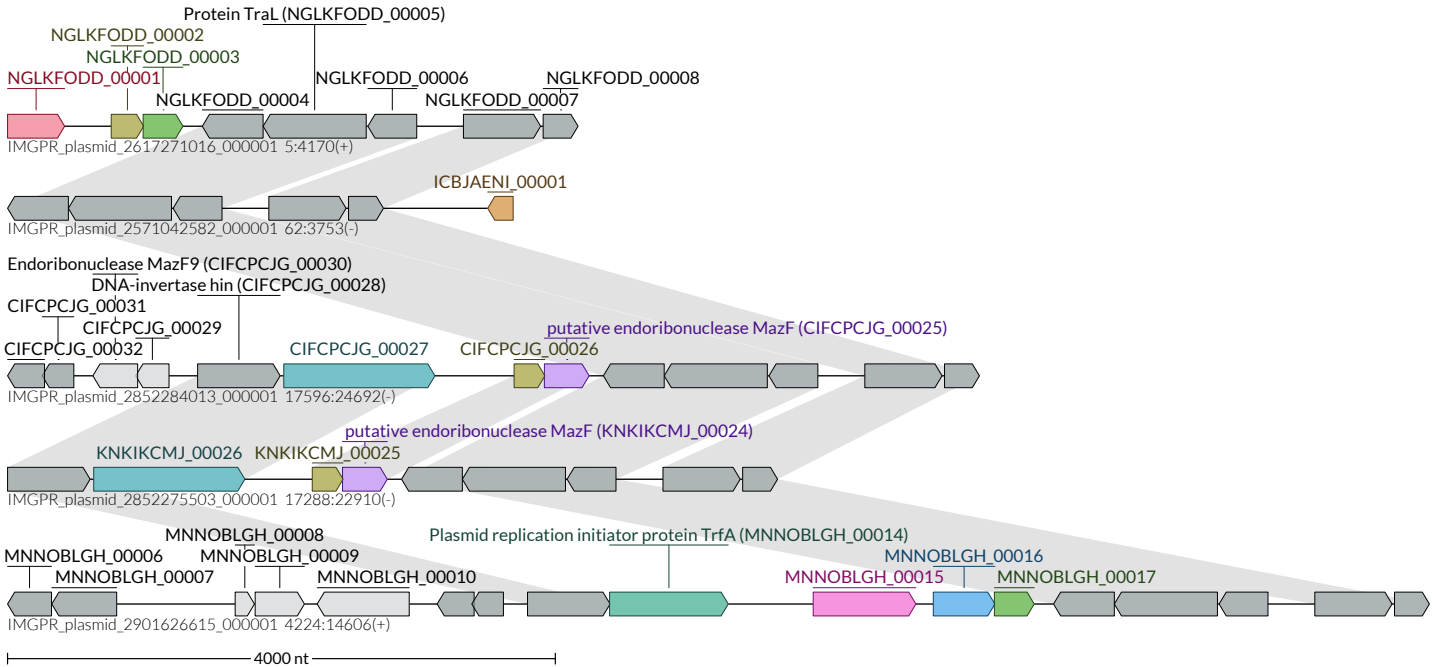 Protein TraL (NGLKFODD_00005)
NGLKFODD_00002
NGLKFODD_00003
NGLKFODD_00001 NGLKFODD_00006 NGLKFODD_00008
NGLKFODD_00004 NGLKFODD_00007
IMGPR_plasmid_2617271016_000001 5:4170(+)
ICBJAENI_00001
IMGPR_plasmid_2571042582_000001 62:3753(-)
Endoribonuclease MazF9 (CIFCPCJG_00030)
DNA-invertase hin (CIFCPCJG_00028)
CIFCPCJG_00031
CIFCPCJG_00029 putative endoribonuclease MazF (CIFCPCJG_00025)
CIFCPCJG_00032 CIFCPCJG_00027 CIFCPCJG_00026
IMGPR_plasmid_2852284013_000001 17596:24692(-)
putative endoribonuclease MazF (KNKIKCMJ_00024)
KNKIKCMJ_00026 KNKIKCMJ_00025
IMGPR_plasmid_2852275503_000001 17288:22910(-)
MNNOBLGH_00008 Plasmid replication initiator protein TrfA (MNNOBLGH_00014)
MNNOBLGH_00006 MNNOBLGH_00009 MNNOBLGH_00016
MNNOBLGH_00007 MNNOBLGH_00010 MNNOBLGH_00015 MNNOBLGH_00017
IMGPR_plasmid_2901626615_000001 4224:14606(+)
4000 nt